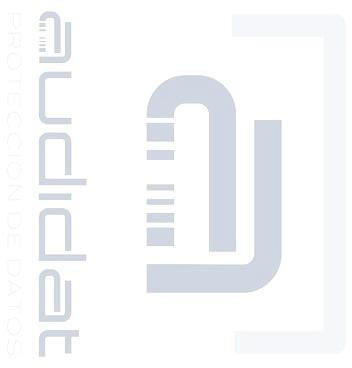 audidat
PROTECCIÓN DE DATOS